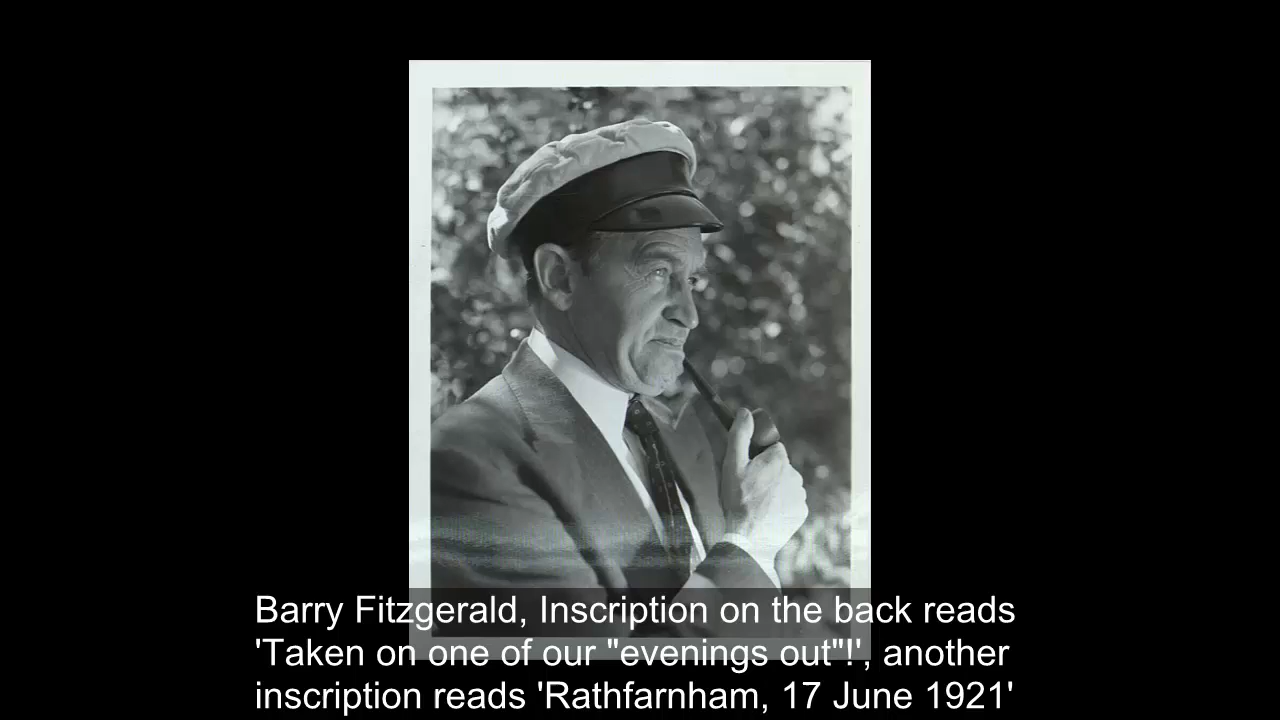 Barry Fitzgerald, Inscription on the back reads
'Taken on one of our "evenings out"!', another
inscription reads 'Rathfarnham, 17 June 1921'